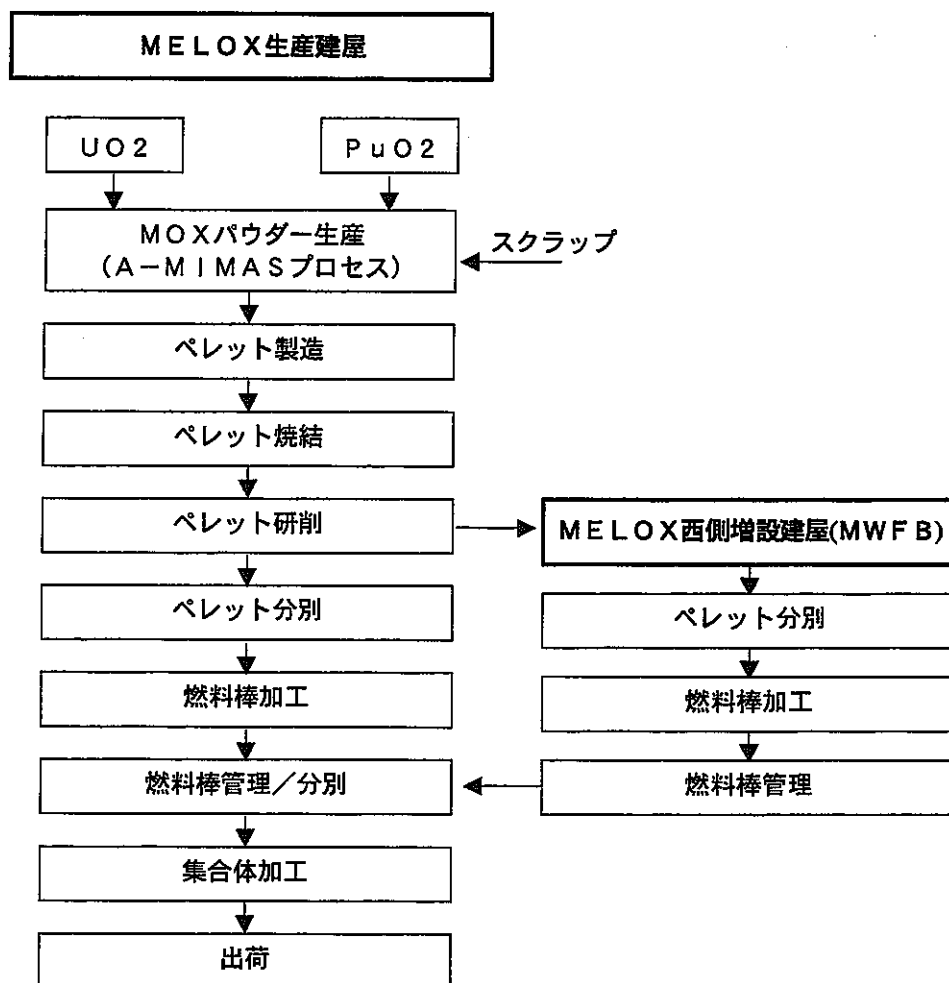 MELOX生産建屋
UO2
PuO2
MOXパウダー生産
(A-MIMASプロセス)
スクラップ
ペレット製造
ペレット焼結
ペレット研削
MELOX西側増設建屋(MWFB)
ペレット分別
ペレット分別
燃料棒加工
燃料棒加工
燃料棒管理/分別
燃料棒管理
集合体加工
出荷